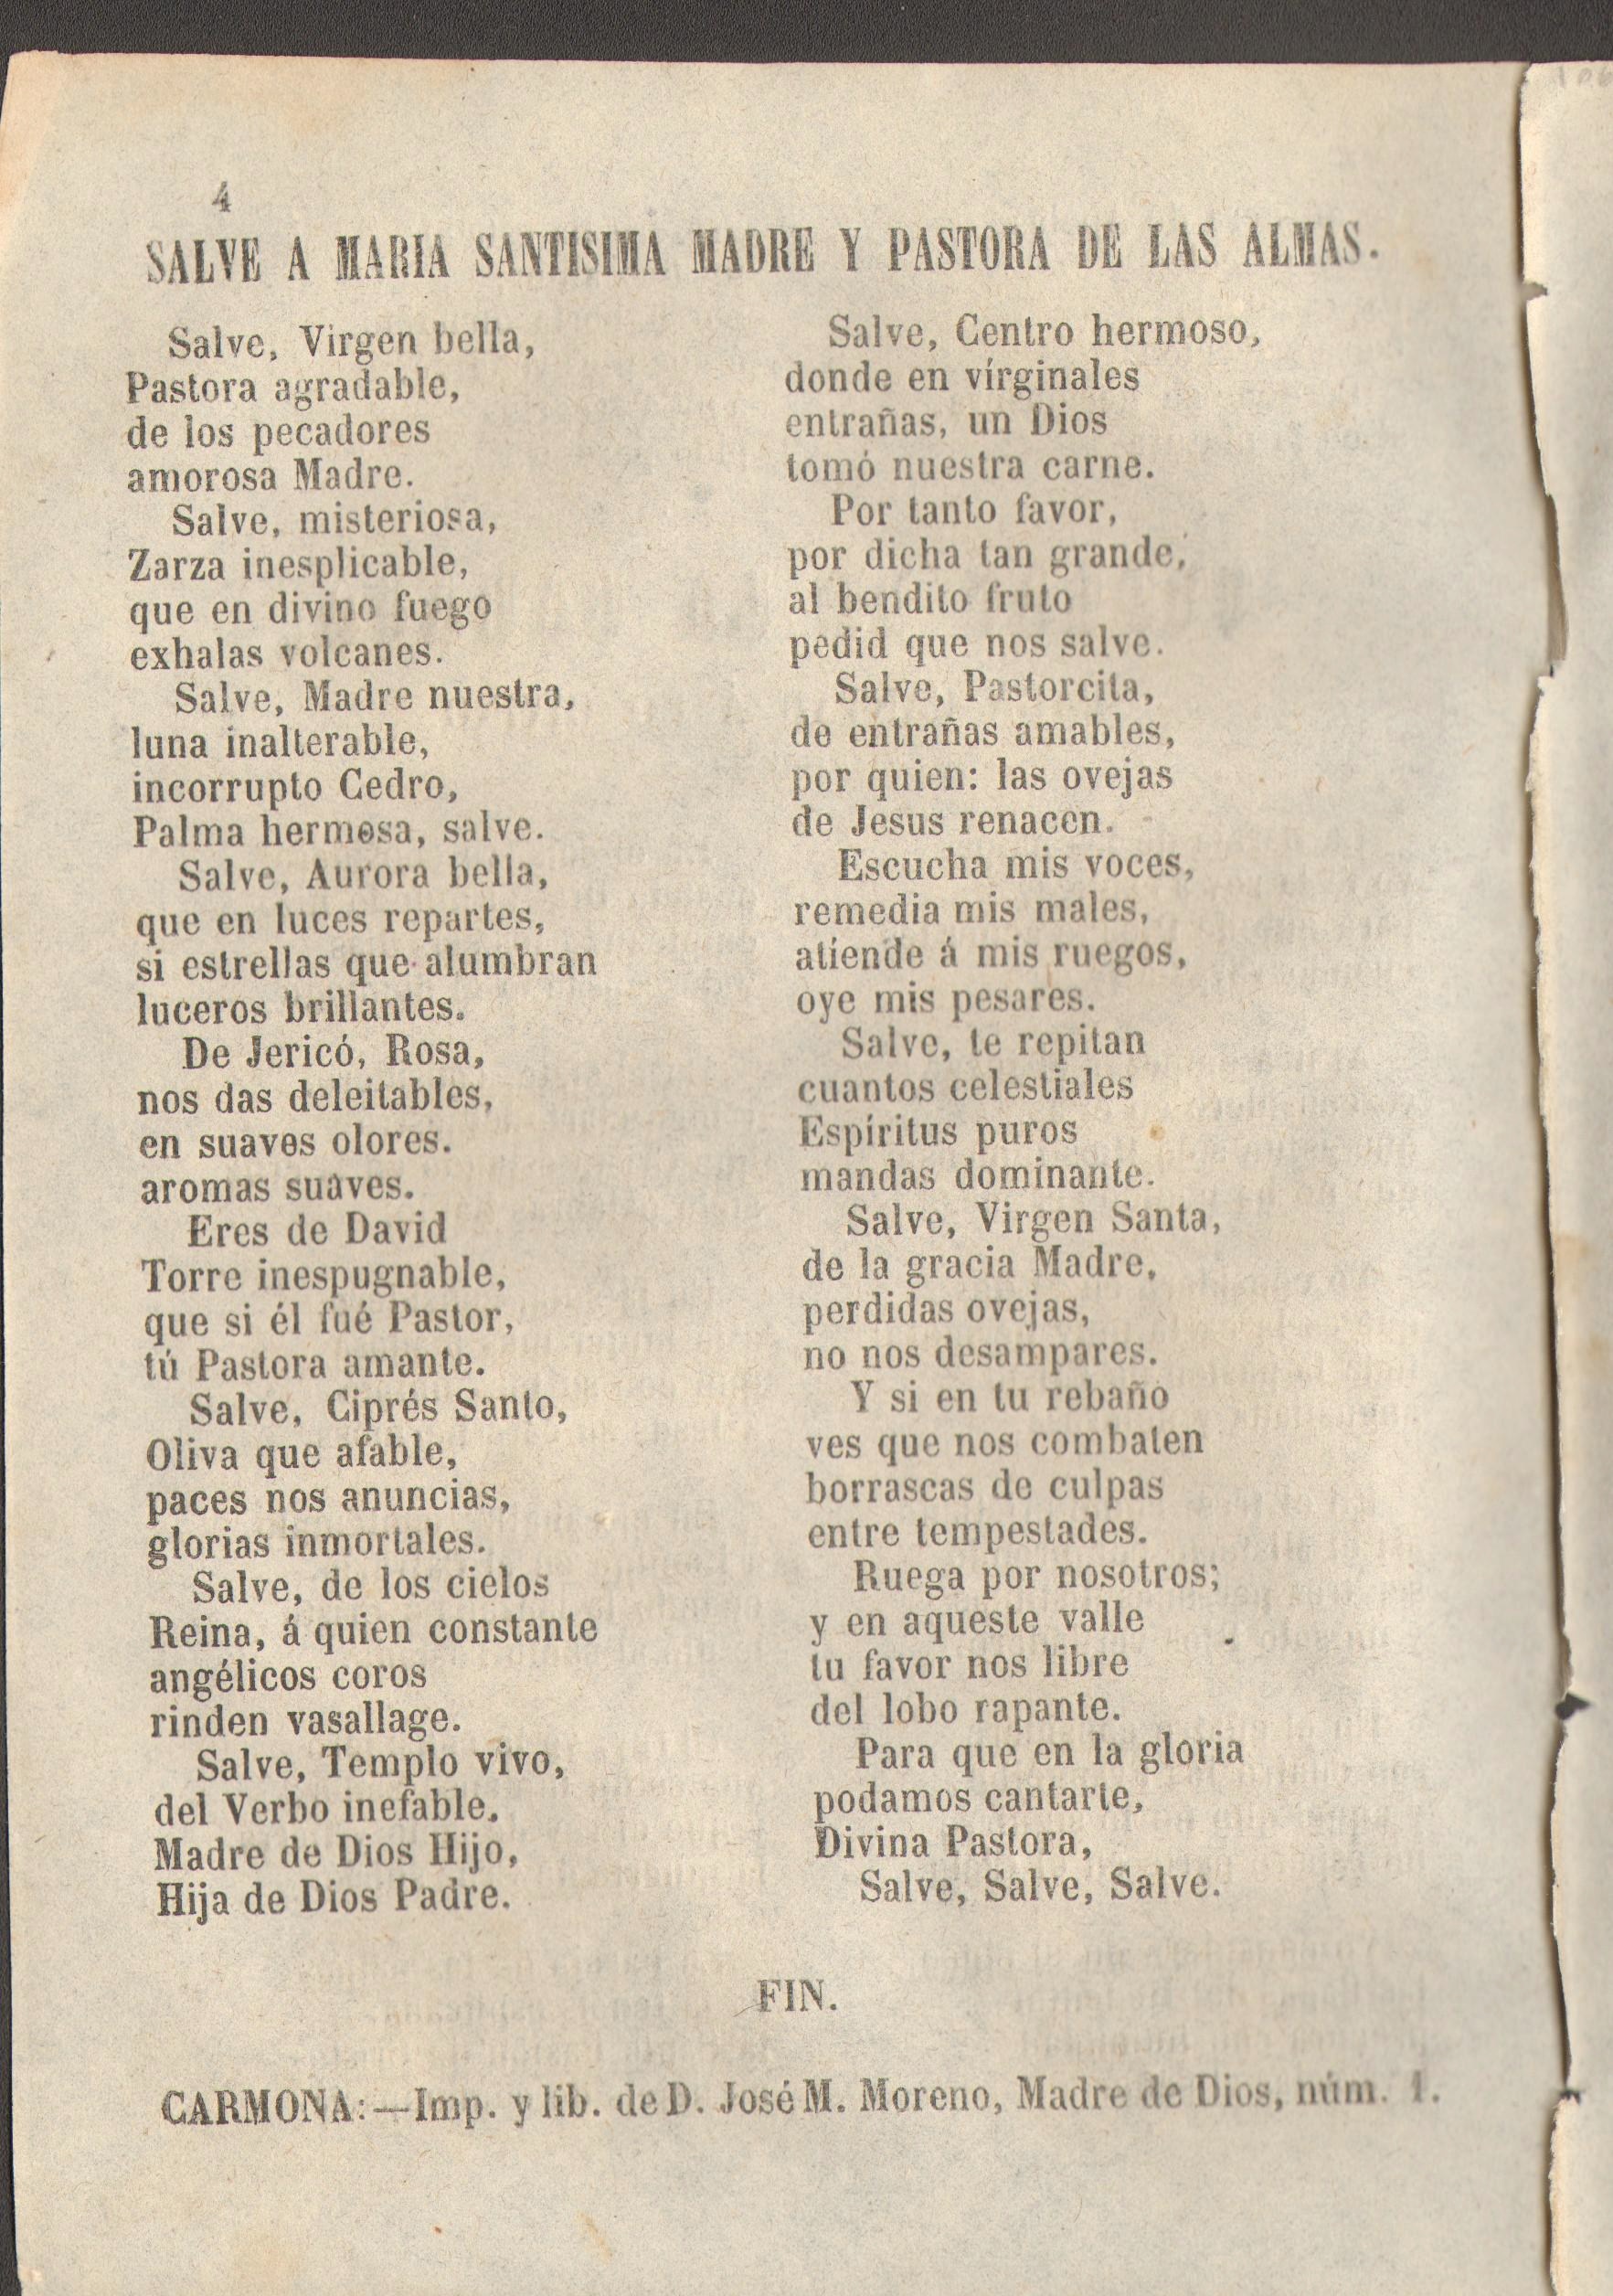 4
SALVE A MARIA SANTISIMA MADRE Y PASTORA DE LAS ALMAS.
Salve, Virgen bella,
Pastora agradable,
de los pecadores
amorosa Madre.
Salve, misteriosa,
Zarza inesplicable,
que en divino fuego
exhalas volcanes.
Salve, Madre nuestra,
luna inalterable,
incorrupto Cedro,
Palma hermosa, salve.
Salve, Aurora bella,
que en luces repartes,
si estrellas que alumbran
luceros brillantes.
De Jericó, Rosa,
nos das deleitables,
en suaves olores.
aromas suaves.
Eres de David
Torre inespugnable,
que si él fué Pastor,
tú Pastora amante.
Salve, Ciprés Santo,
Oliva que afable,
paces nos anuncias,
glorias inmortales.
Salve, de los cielos
Reina, á quien constante
angélicos coros
rinden vasallage.
Salve, Templo vivo,
del Verbo inefable,
Madre de Dios Hijo,
Hija de Dios Padre.
Salve, Centro hermoso,
donde en vírginales
entrañas, un Dios
tomó nuestra carne.
Por tanto favor,
por dicha tan grande,
al bendito fruto
pedid que nos salve.
Salve, Pastorcita,
de entrañas amables,
por quien: las ovejas
de Jesus renacen.
Escucha mis voces,
remedia mis males,
atiende á mis ruegos,
oye mis pesares.
Salve, te repitan
cuantos celestiales
Espíritus puros
mandas dominante.
Salve, Virgen Santa,
de la gracia Madre,
perdidas ovejas,
no nos desampares.
Y si en tu rebaño
ves que nos combaten
borrascas de culpas
entre tempestades.
Ruega por nosotros;
y en aqueste valle
tu favor nos libre
del lobo rapante.
Para que en la gloria
podamos cantarte,
Divina Pastora,
Salve, Salve, Salve.
FIN.
CARMONA:—Imp. y lib. de D. José M. Moreno, Madre de Dios, núm. 1.